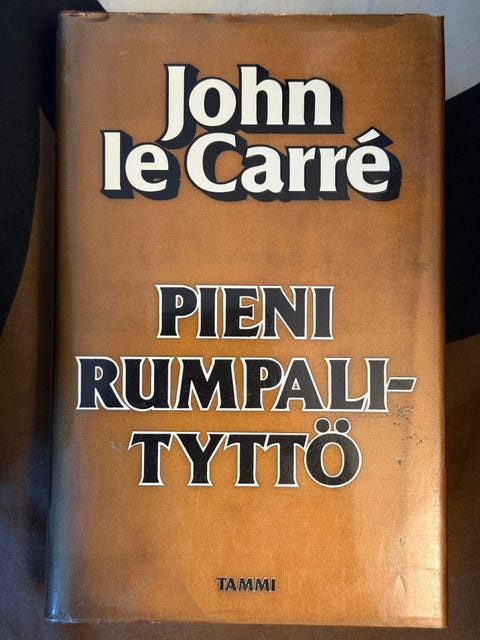 John
le Carré
PIENI
RUMPALI-
TYTTÖ
TAMMI